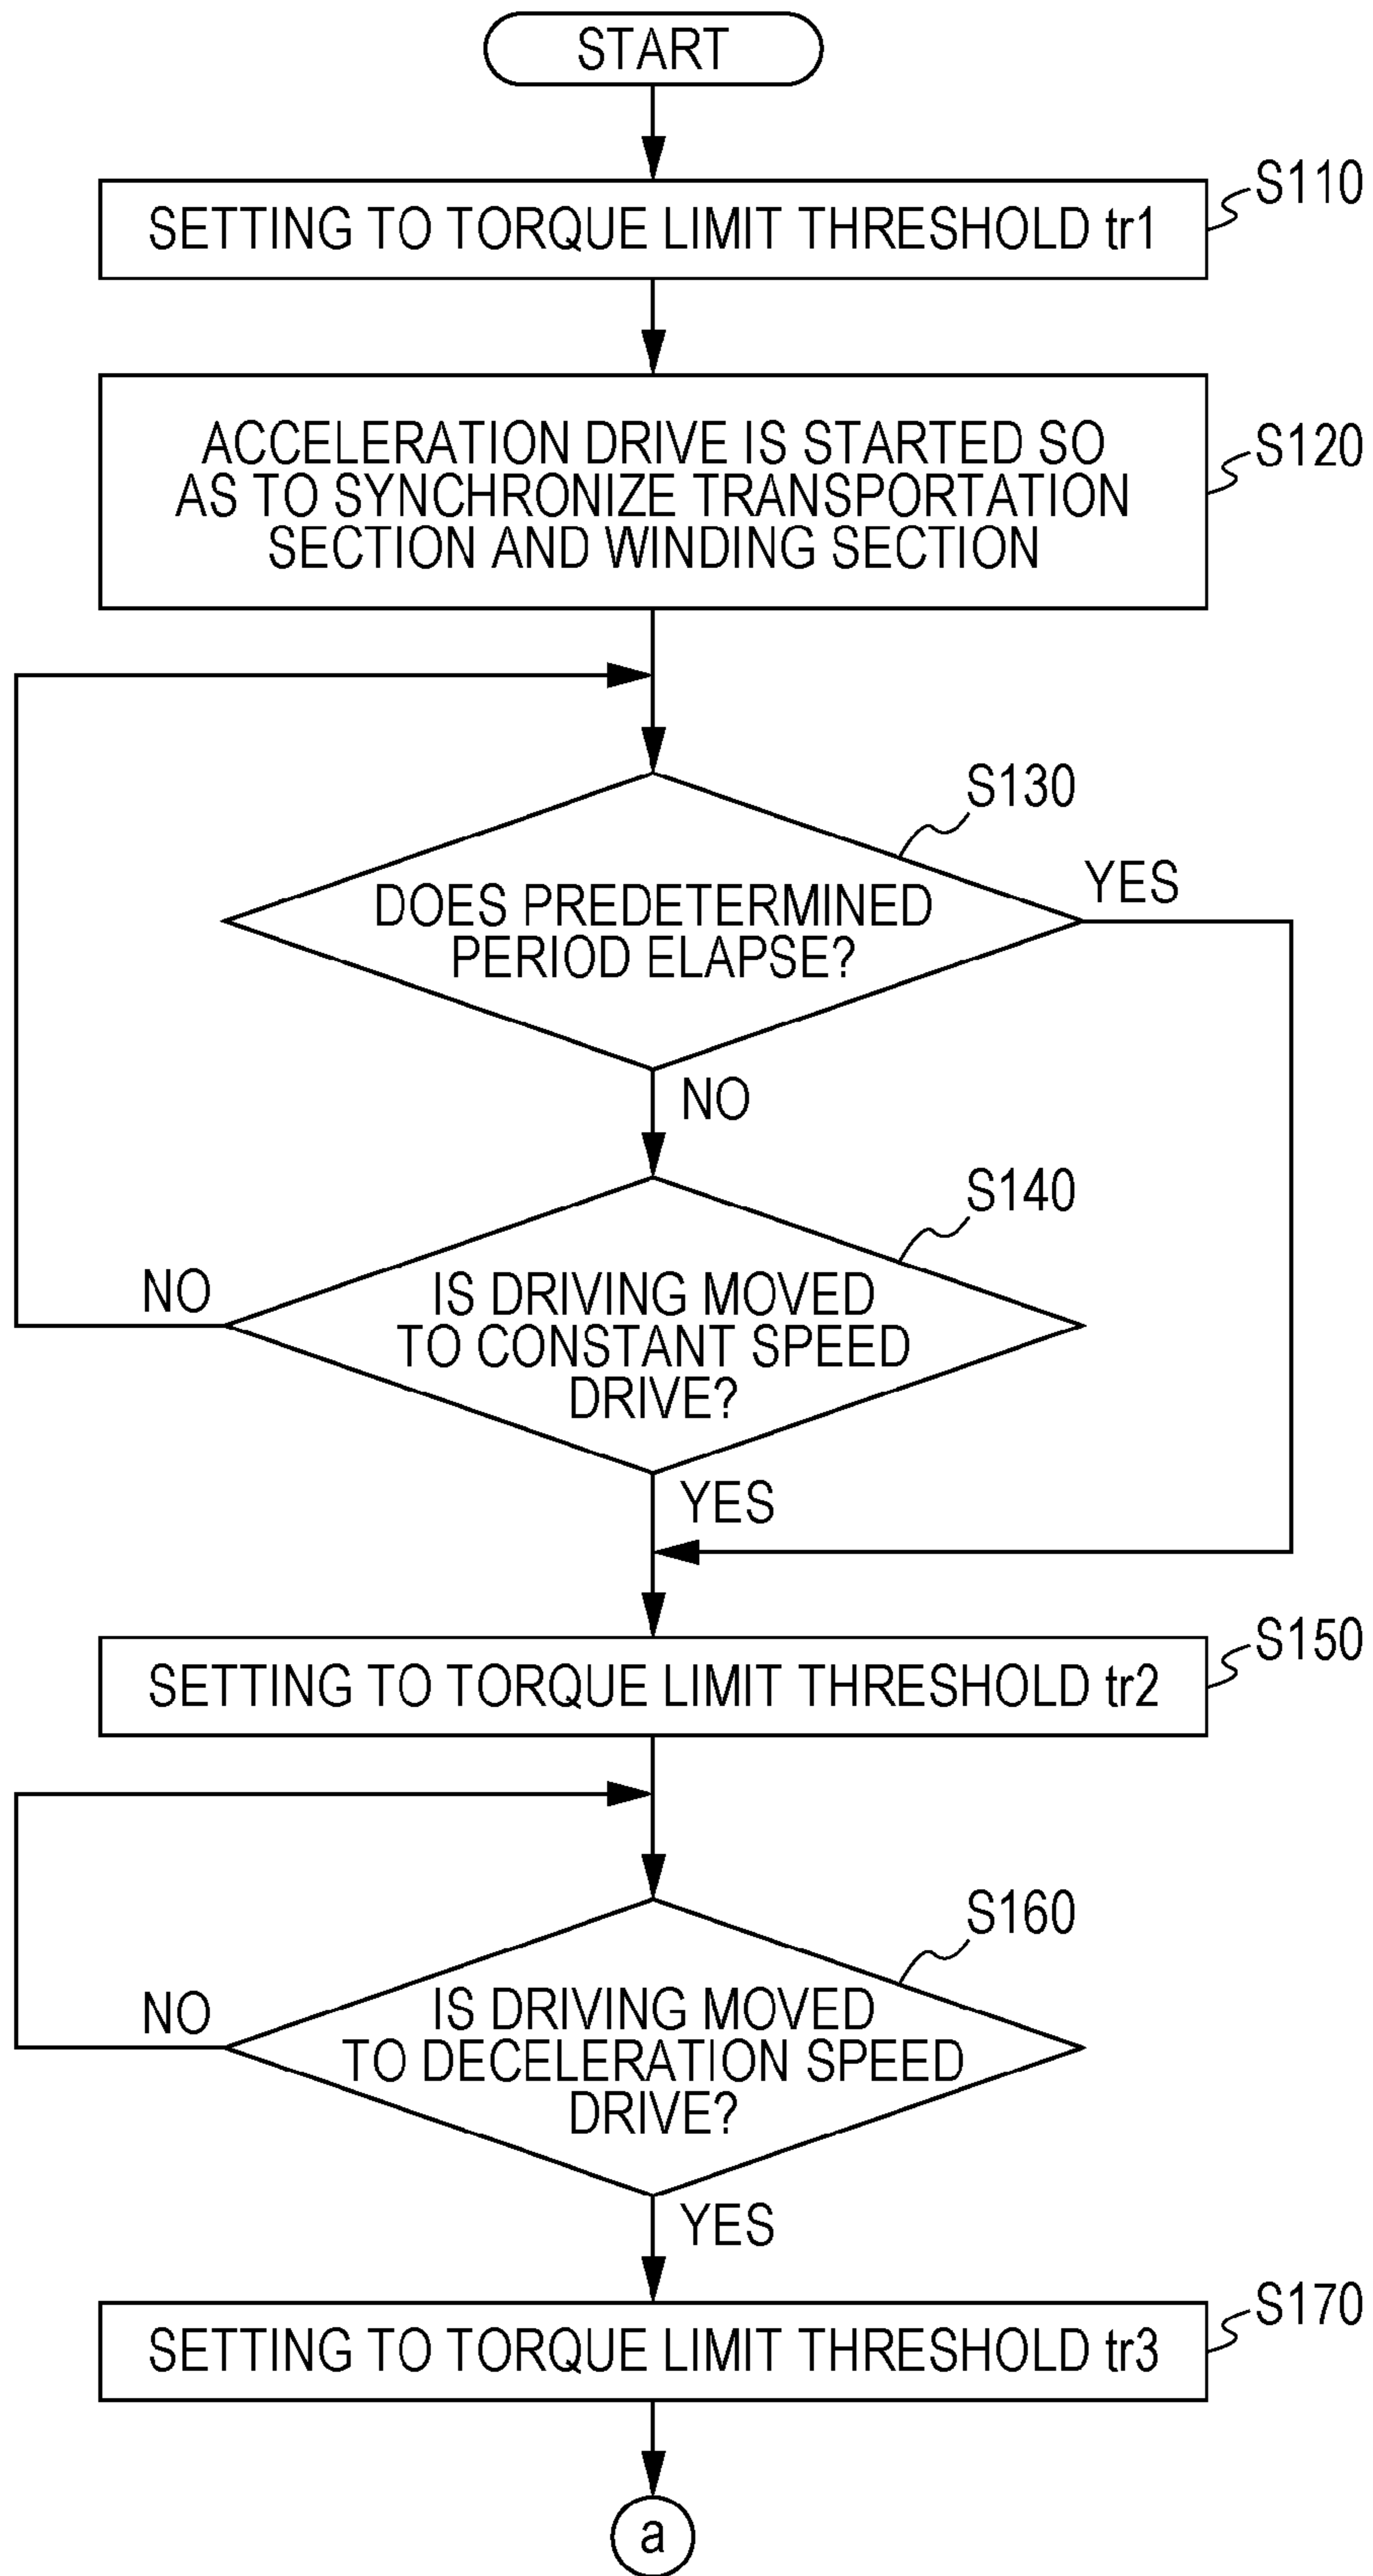 START
SETTING TO TORQUE LIMIT THRESHOLD tr1
S110
ACCELERATION DRIVE IS STARTED SO
AS TO SYNCHRONIZE TRANSPORTATION
SECTION AND WINDING SECTION
S120
S130
DOES PREDETERMINED
PERIOD ELAPSE?
YES
NO
S140
IS DRIVING MOVED
TO CONSTANT SPEED
DRIVE?
NO
YES
SETTING TO TORQUE LIMIT THRESHOLD tr2
S150
S160
IS DRIVING MOVED
TO DECELERATION SPEED
DRIVE?
NO
YES
SETTING TO TORQUE LIMIT THRESHOLD tr3
S170
a